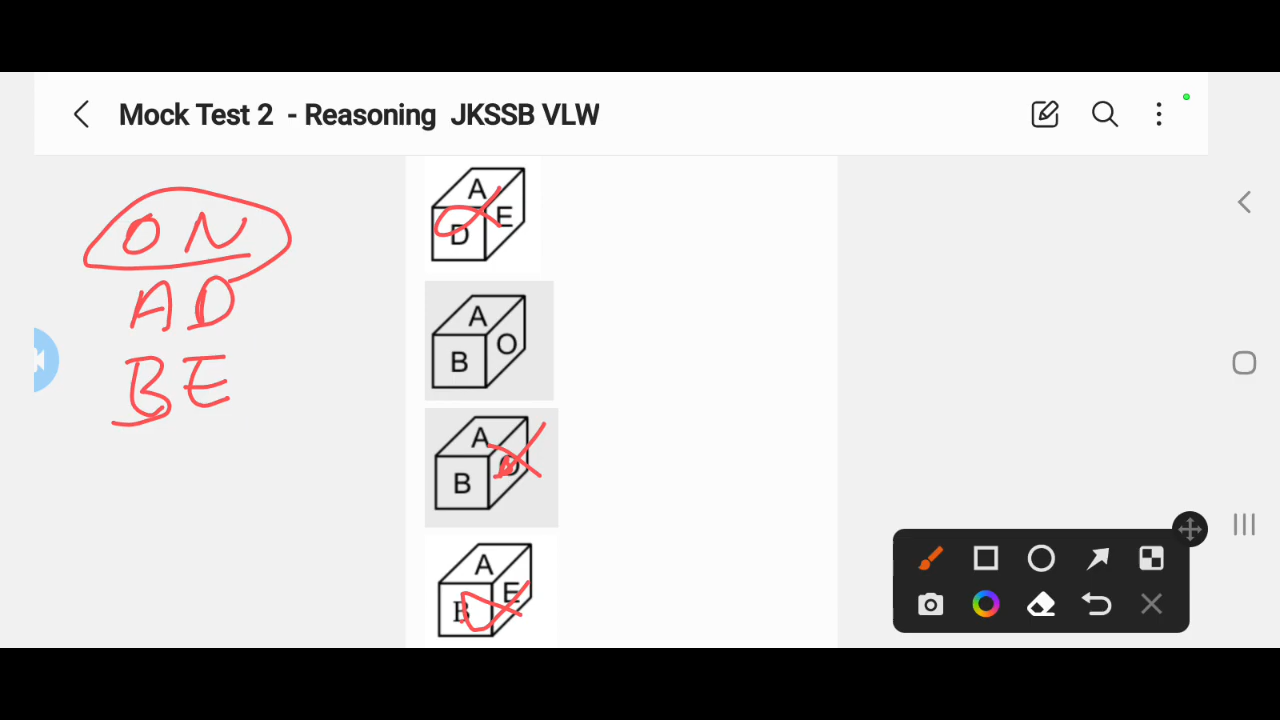 Mock Test 2 - Reasoning JKSSB VLW
O N
A D
B E
A
D E
A
B O
A
B O
A
B E